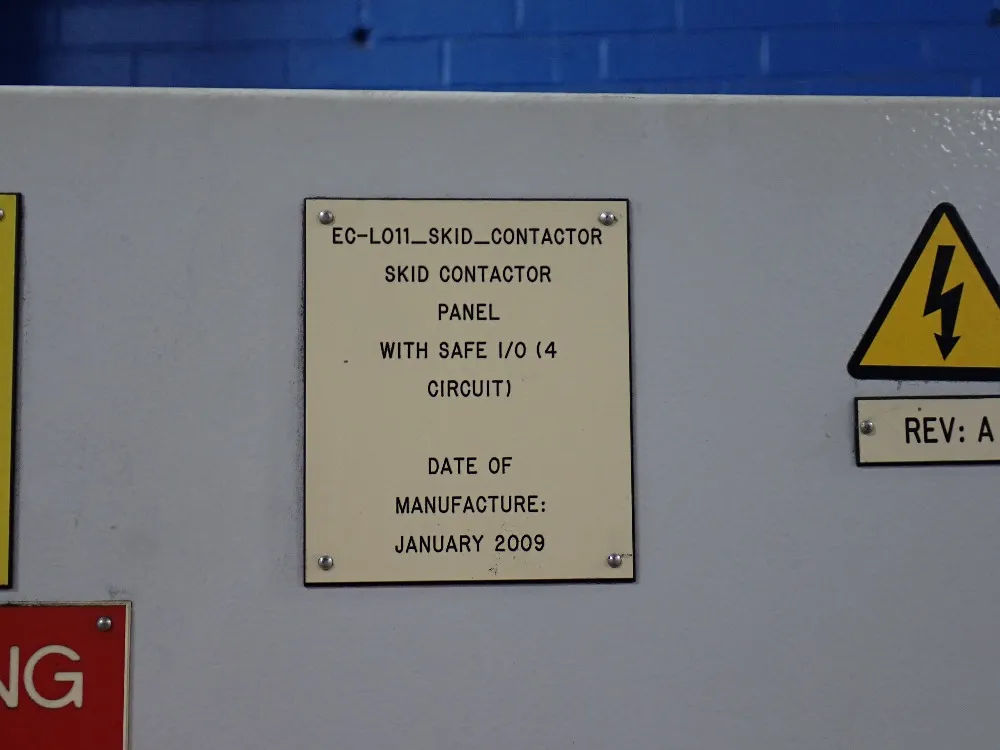 EC-L011_SKID_CONTACTOR
SKID CONTACTOR
PANEL
WITH SAFE I/O (4
CIRCUIT)
DATE OF
MANUFACTURE:
JANUARY 2009
REV: A
NG